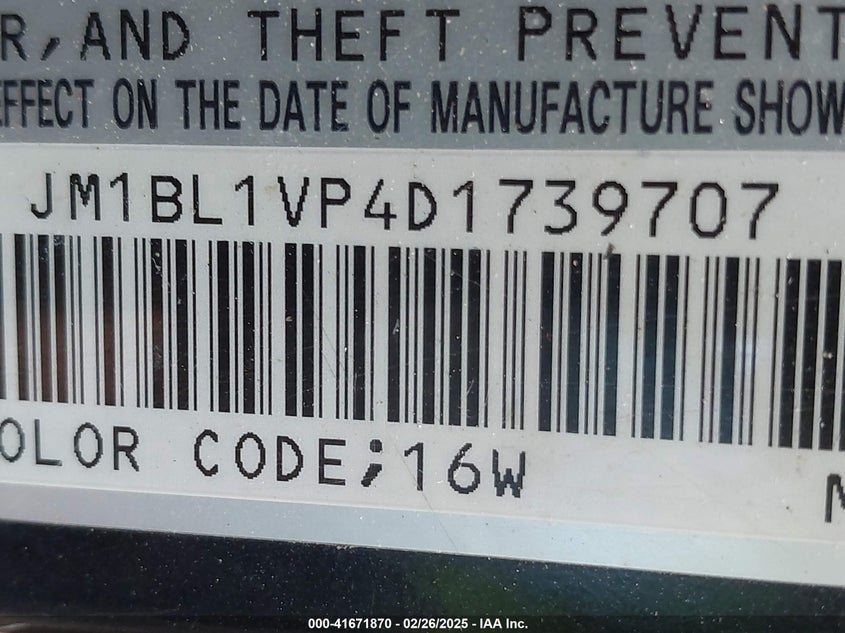 R, AND THEFT PREVENT
EFFECT ON THE DATE OF MANUFACTURE SHOW
JM1BL1VP4D1739707
OLOR CODE;16W
000-41671870 - 02/26/2025 - IAA Inc.